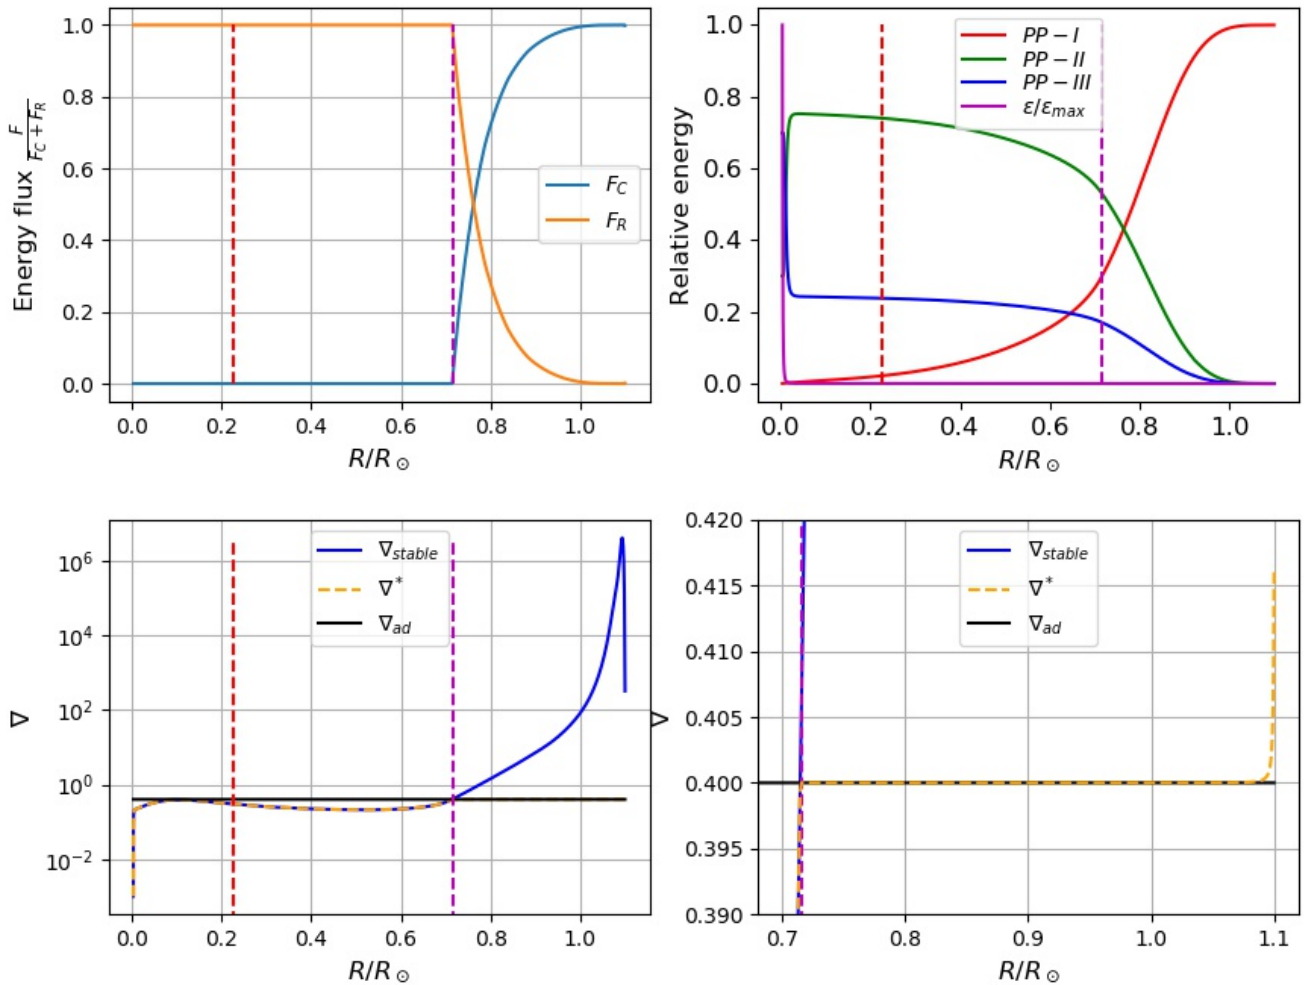 Energy flux F / (F_C + F_R)
1.0
0.8
0.6
0.4
0.2
0.0
F_C
F_R
0.0 0.2 0.4 0.6 0.8 1.0
R/R⊙
Relative energy
1.0
0.8
0.6
0.4
0.2
0.0
PP − I
PP − II
PP − III
ε/ε_max
0.0 0.2 0.4 0.6 0.8 1.0
R/R⊙
∇
10^6
10^4
10^2
10^0
10^−2
∇_stable
∇*
∇_ad
0.0 0.2 0.4 0.6 0.8 1.0
R/R⊙
∇
0.420
0.415
0.410
0.405
0.400
0.395
0.390
∇_stable
∇*
∇_ad
0.7 0.8 0.9 1.0 1.1
R/R⊙